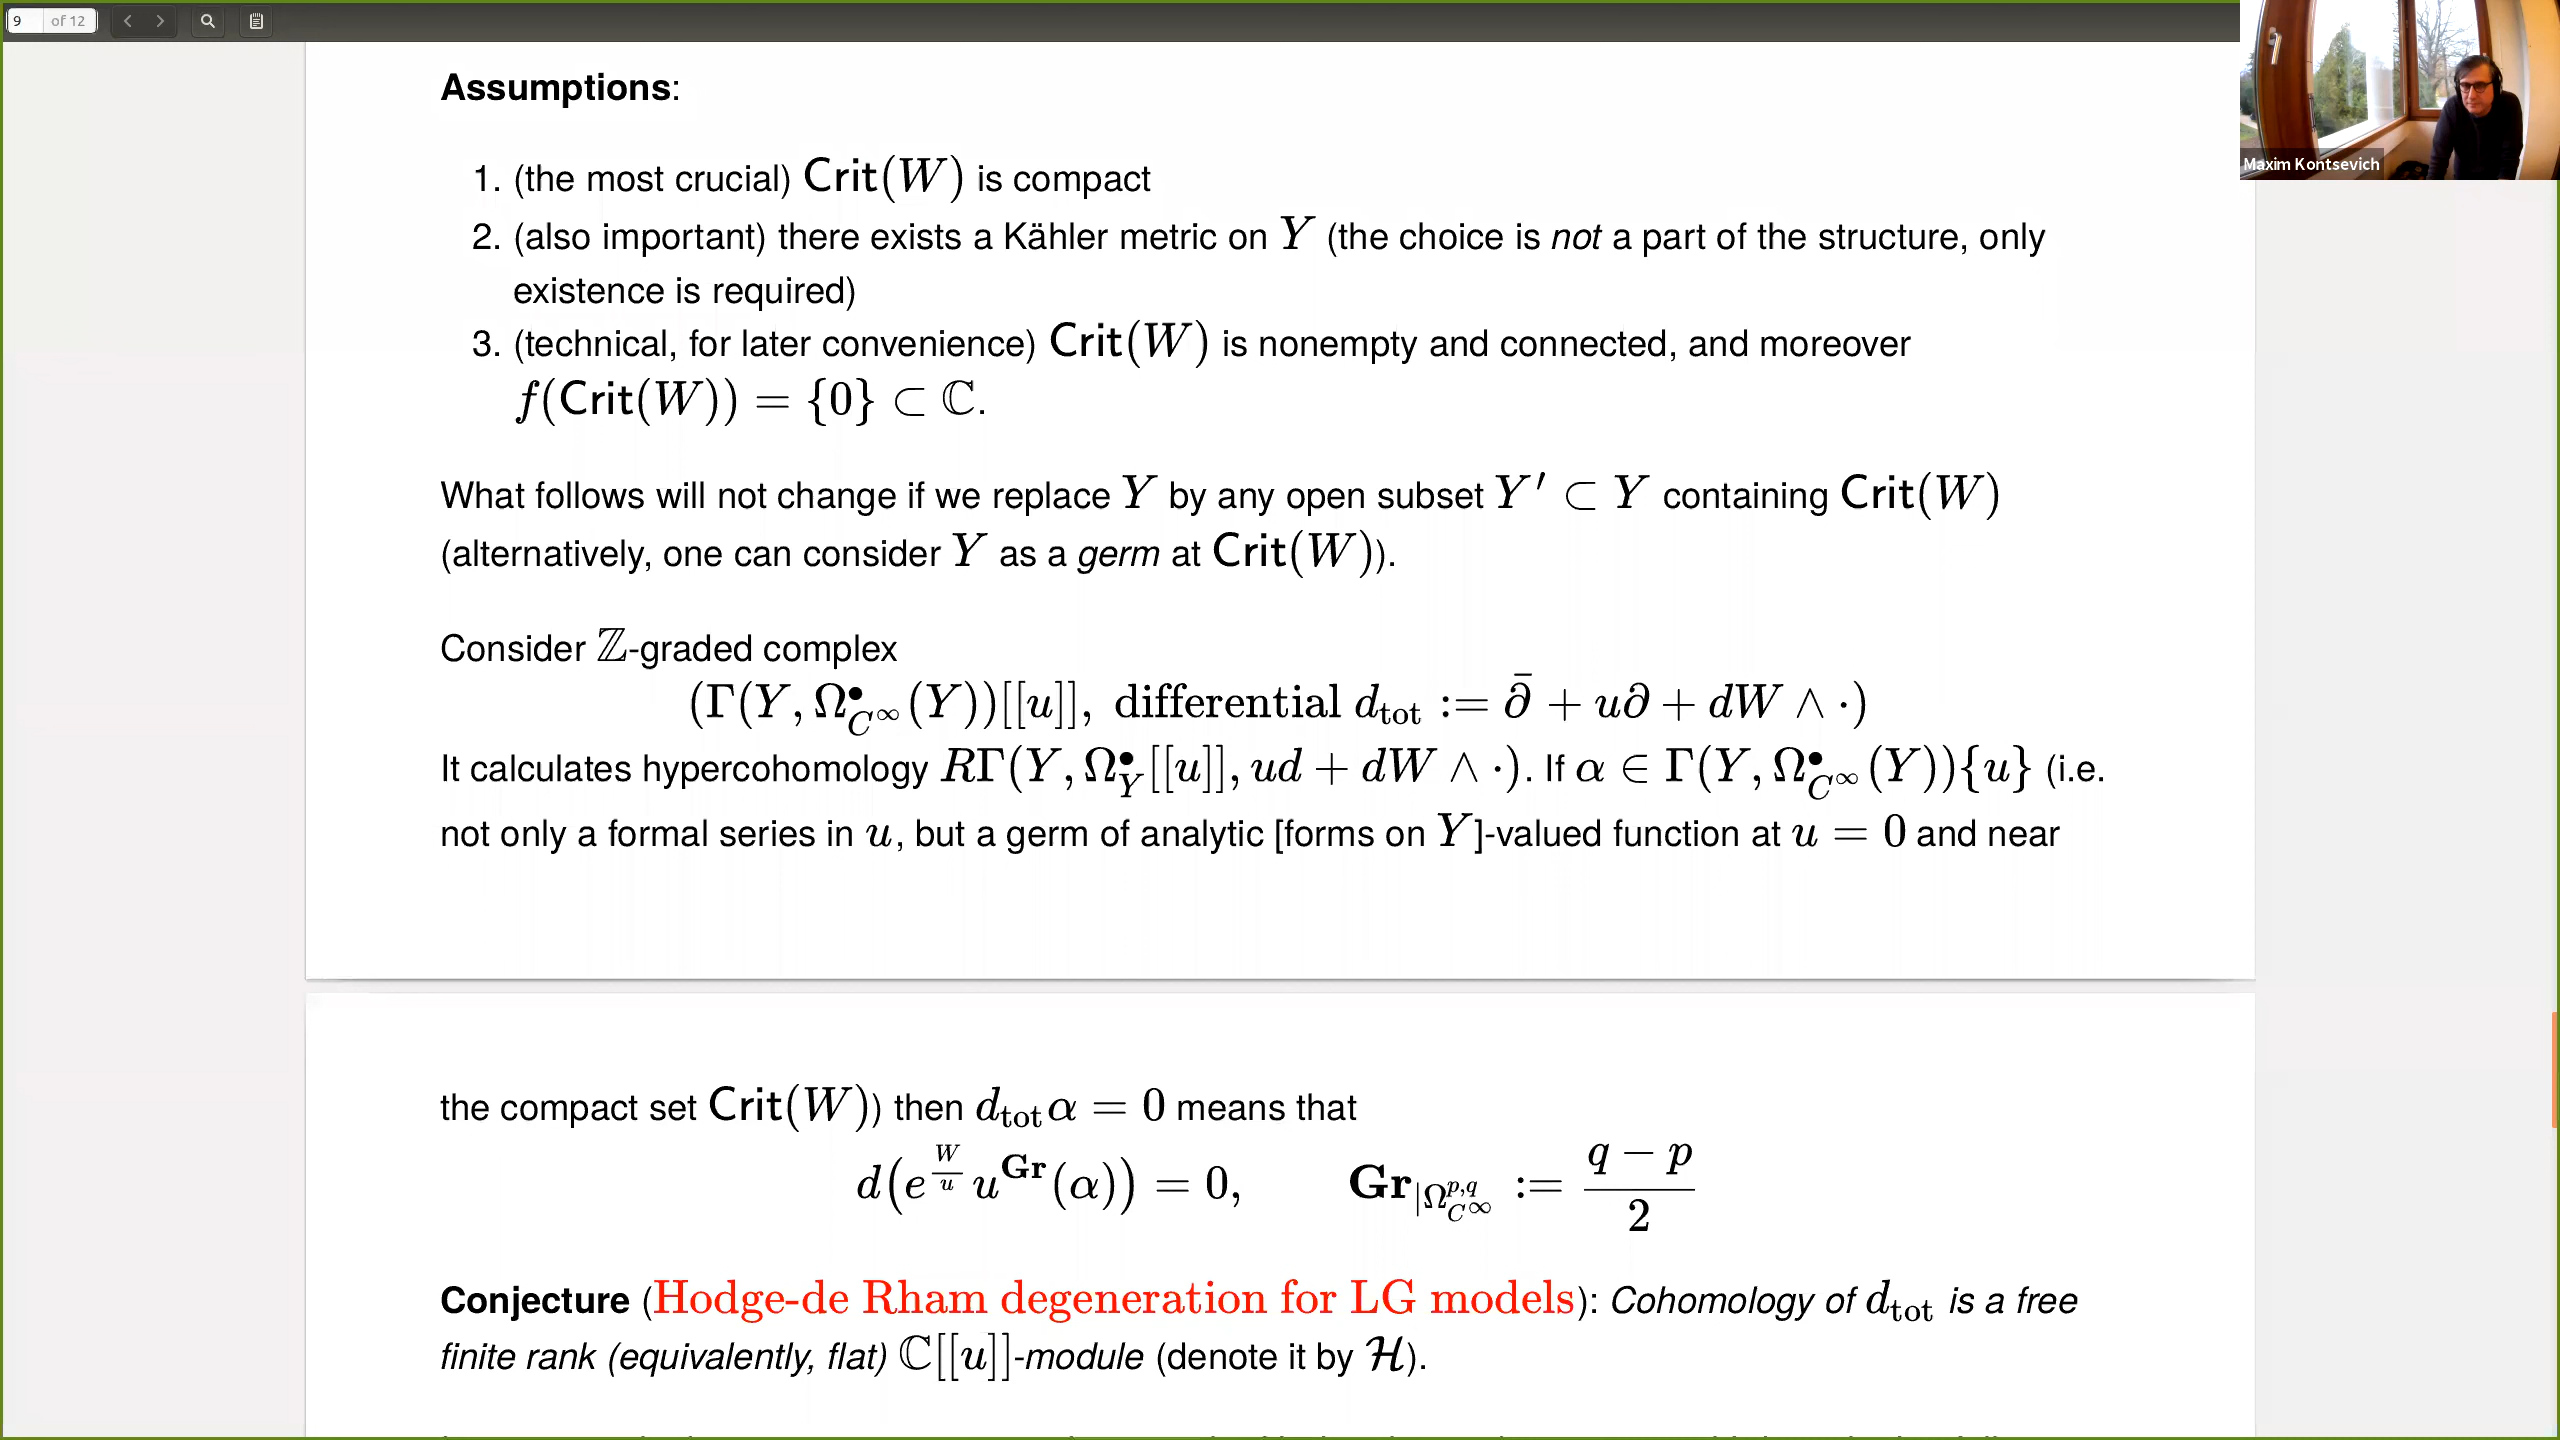 9 of 12
Maxim Kontsevich
Assumptions:
1. (the most crucial) Crit(W) is compact
2. (also important) there exists a Kähler metric on Y (the choice is not a part of the structure, only
existence is required)
3. (technical, for later convenience) Crit(W) is nonempty and connected, and moreover
f(Crit(W)) = {0} ⊂ ℂ.
What follows will not change if we replace Y by any open subset Y′ ⊂ Y containing Crit(W)
(alternatively, one can consider Y as a germ at Crit(W)).
Consider ℤ-graded complex
(Γ(Y, Ω^•_{C^∞}(Y))[[u]], differential d_tot := ∂̄ + u∂ + dW ∧ ·)
It calculates hypercohomology RΓ(Y, Ω^•_Y[[u]], ud + dW ∧ ·). If α ∈ Γ(Y, Ω^•_{C^∞}(Y)){u} (i.e.
not only a formal series in u, but a germ of analytic [forms on Y]-valued function at u = 0 and near
the compact set Crit(W)) then d_tot α = 0 means that
d(e^{W/u} u^{Gr}(α)) = 0, Gr_{|Ω^{p,q}_{C^∞}} := (q − p)/2
Conjecture (Hodge-de Rham degeneration for LG models): Cohomology of d_tot is a free
finite rank (equivalently, flat) ℂ[[u]]-module (denote it by ℋ).